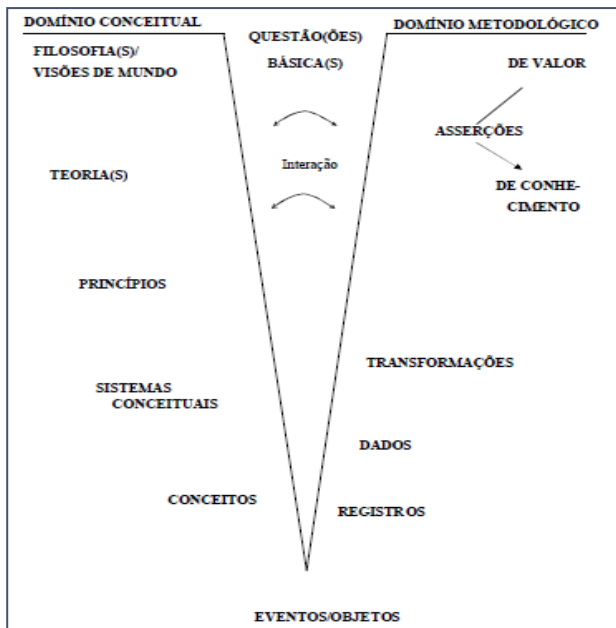 DOMÍNIO CONCEITUAL
QUESTÃO(ÕES)
BÁSICA(S)
DOMÍNIO METODOLÓGICO
FILOSOFIA(S)/
VISÕES DE MUNDO
DE VALOR
ASSERÇÕES
Interação
TEORIA(S)
DE CONHE-
CIMENTO
PRINCÍPIOS
TRANSFORMAÇÕES
SISTEMAS
CONCEITUAIS
DADOS
CONCEITOS
REGISTROS
EVENTOS/OBJETOS